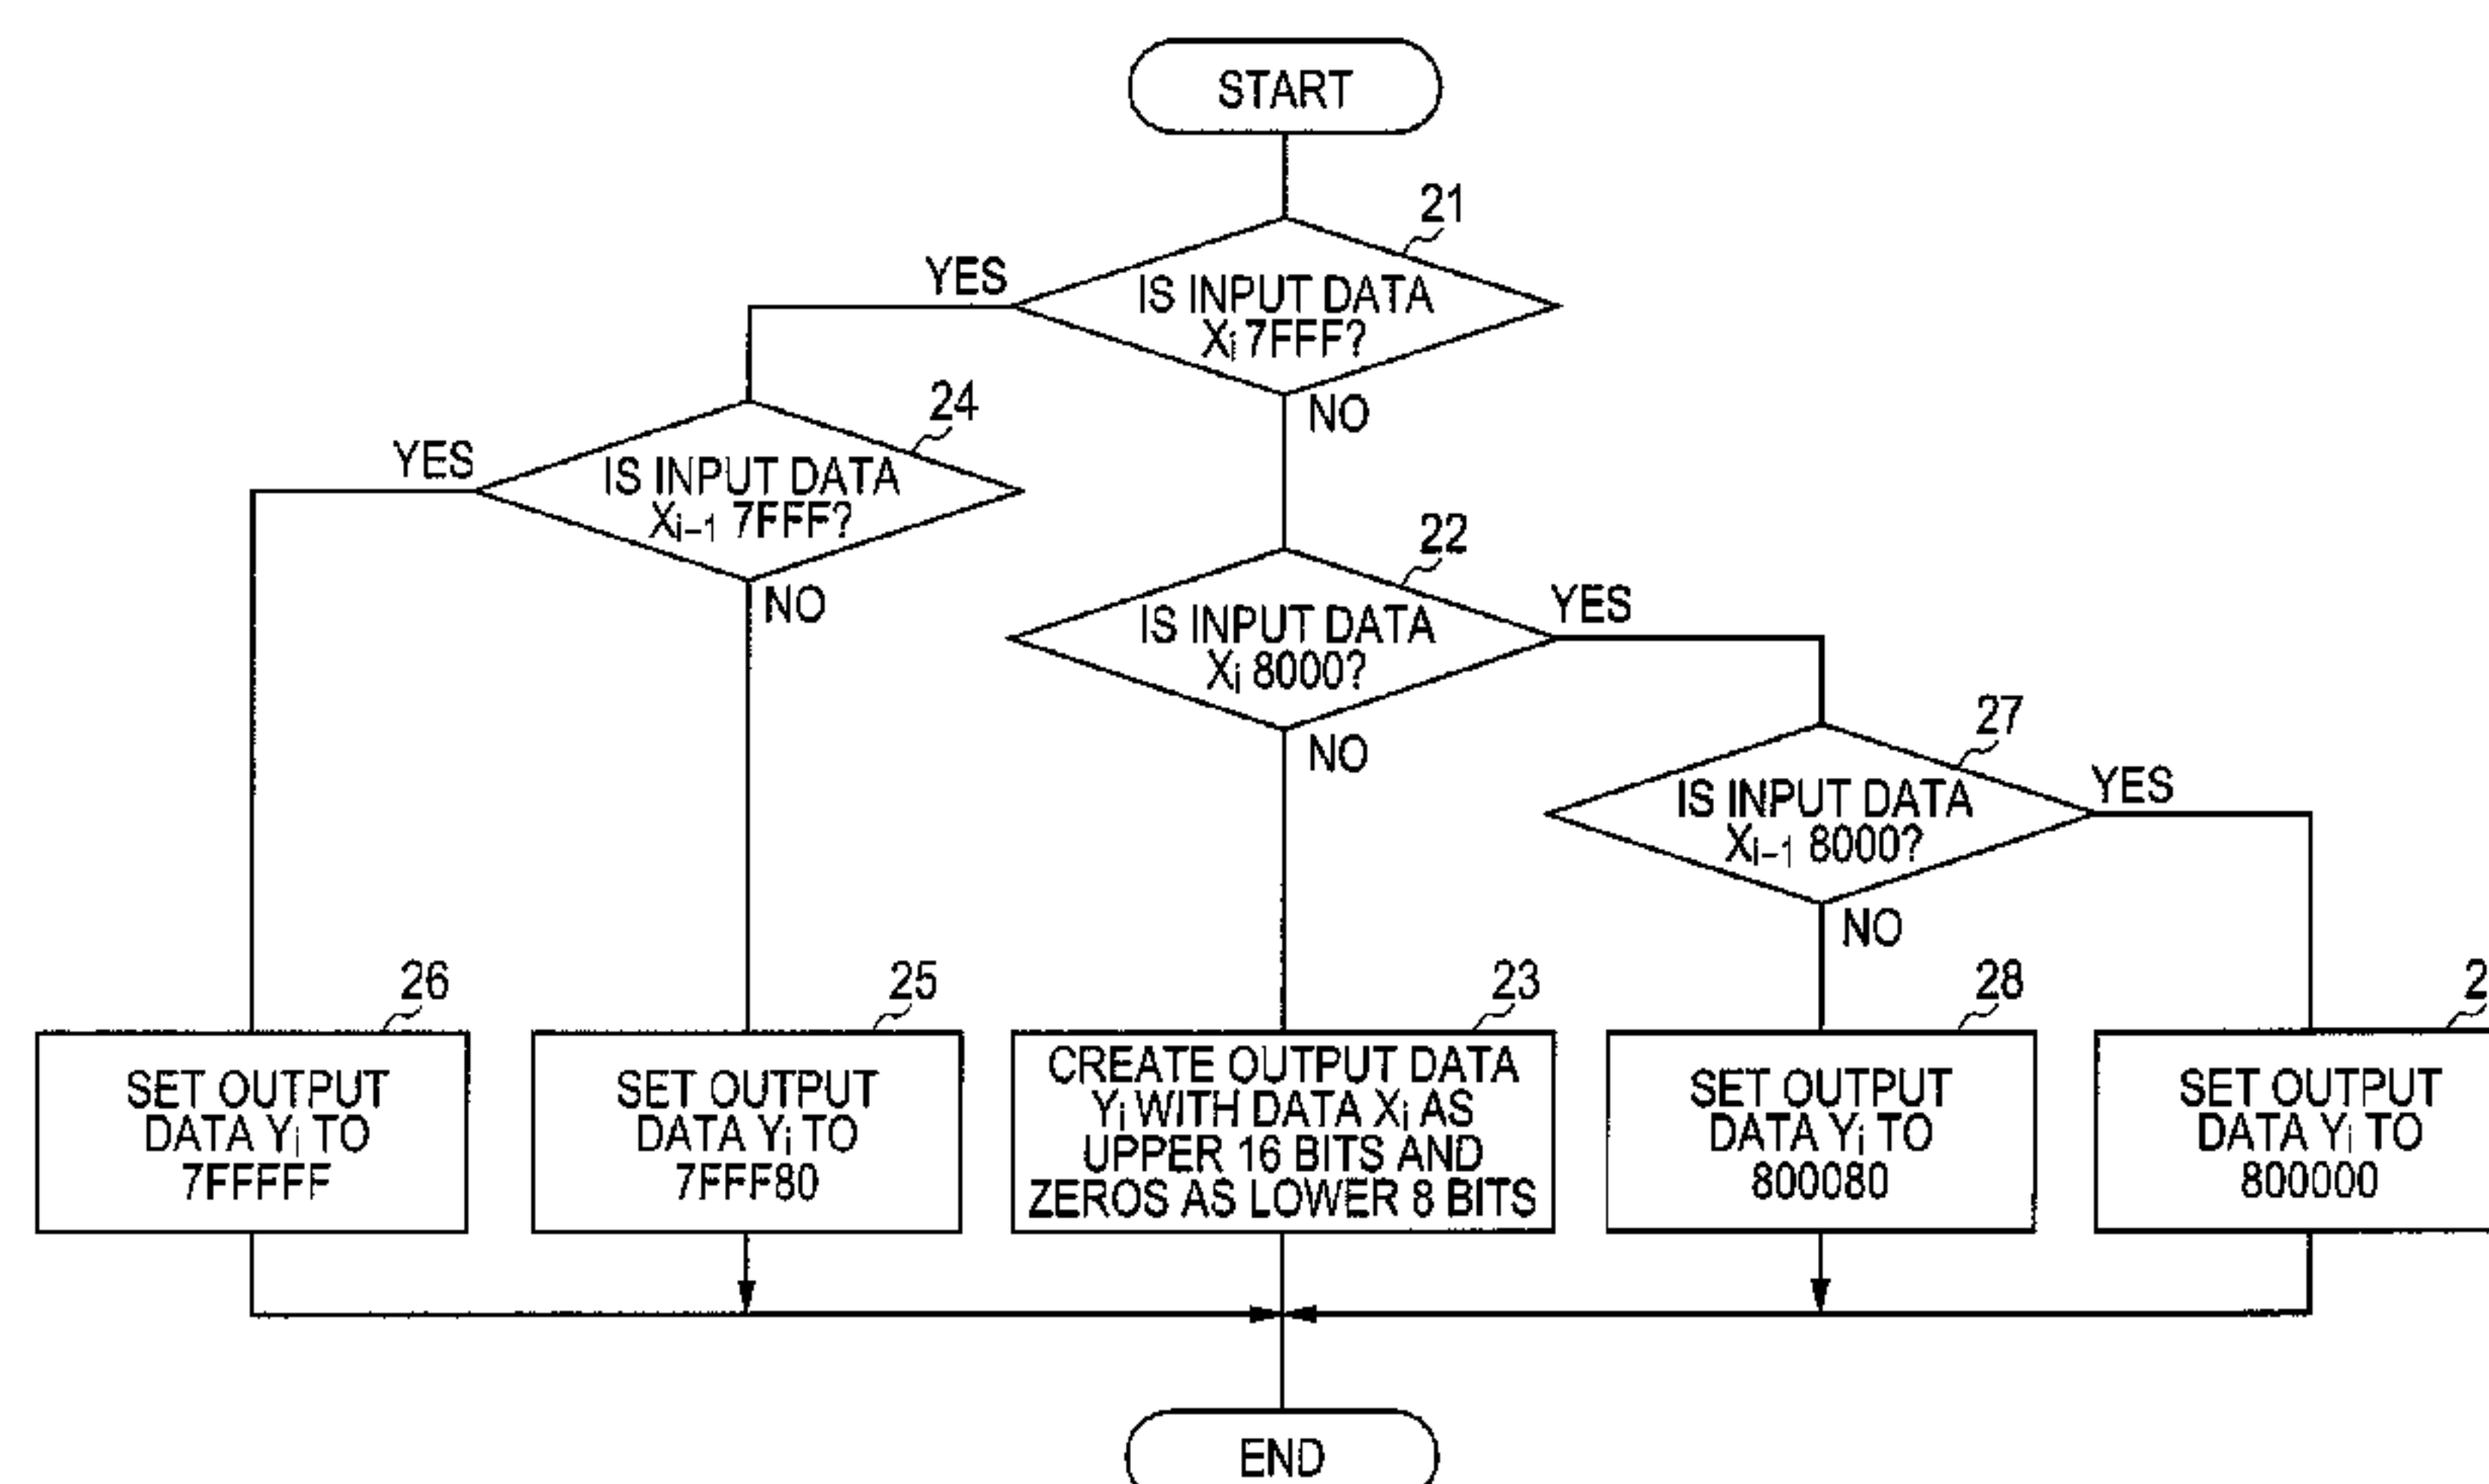 START
21
YES
IS INPUT DATA
Xi 7FFF?
NO
24
YES
IS INPUT DATA
Xi–1 7FFF?
NO
22
IS INPUT DATA
Xi 8000?
YES
NO
27
IS INPUT DATA
Xi–1 8000?
YES
NO
26
SET OUTPUT
DATA Yi TO
7FFFFF
25
SET OUTPUT
DATA Yi TO
7FFF80
23
CREATE OUTPUT DATA
Yi WITH DATA Xi AS
UPPER 16 BITS AND
ZEROS AS LOWER 8 BITS
28
SET OUTPUT
DATA Yi TO
800080
SET OUTPUT
DATA Yi TO
800000
END